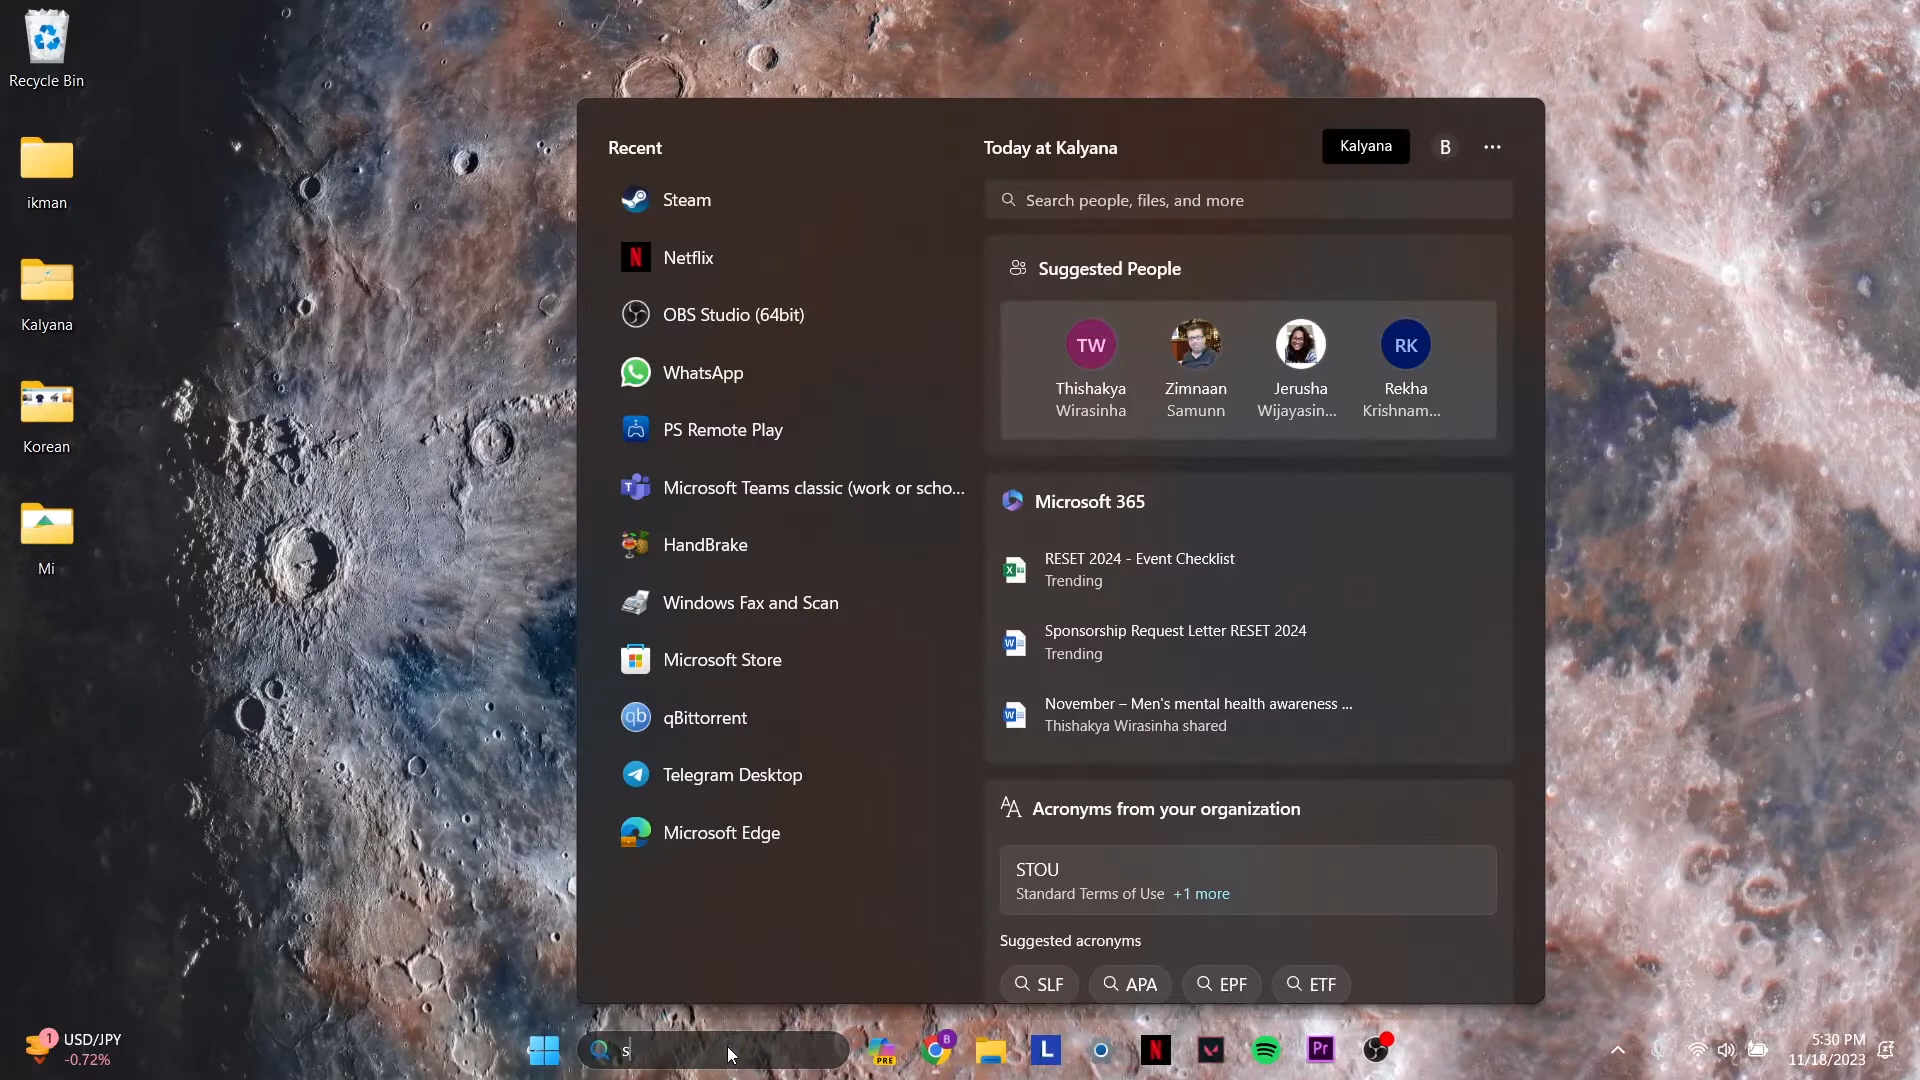 Recycle Bin
ikman
Kalyana
Korean
Mi
Recent
Steam
Netflix
OBS Studio (64bit)
WhatsApp
PS Remote Play
Microsoft Teams classic (work or scho...
HandBrake
Windows Fax and Scan
Microsoft Store
qb qBittorrent
Telegram Desktop
Microsoft Edge
Today at Kalyana
Kalyana
B
Search people, files, and more
Suggested People
TW
RK
Thishakya Wirasinha
Zimnaan Samunn
Jerusha Wijayasin...
Rekha Krishnam...
Microsoft 365
RESET 2024 - Event Checklist
Trending
Sponsorship Request Letter RESET 2024
Trending
November – Men's mental health awareness ...
Thishakya Wirasinha shared
Acronyms from your organization
STOU
Standard Terms of Use +1 more
Suggested acronyms
SLF APA EPF ETF
1 USD/JPY
-0.72%
s
PRE
B
L
N
Pr
5:30 PM
11/18/2023